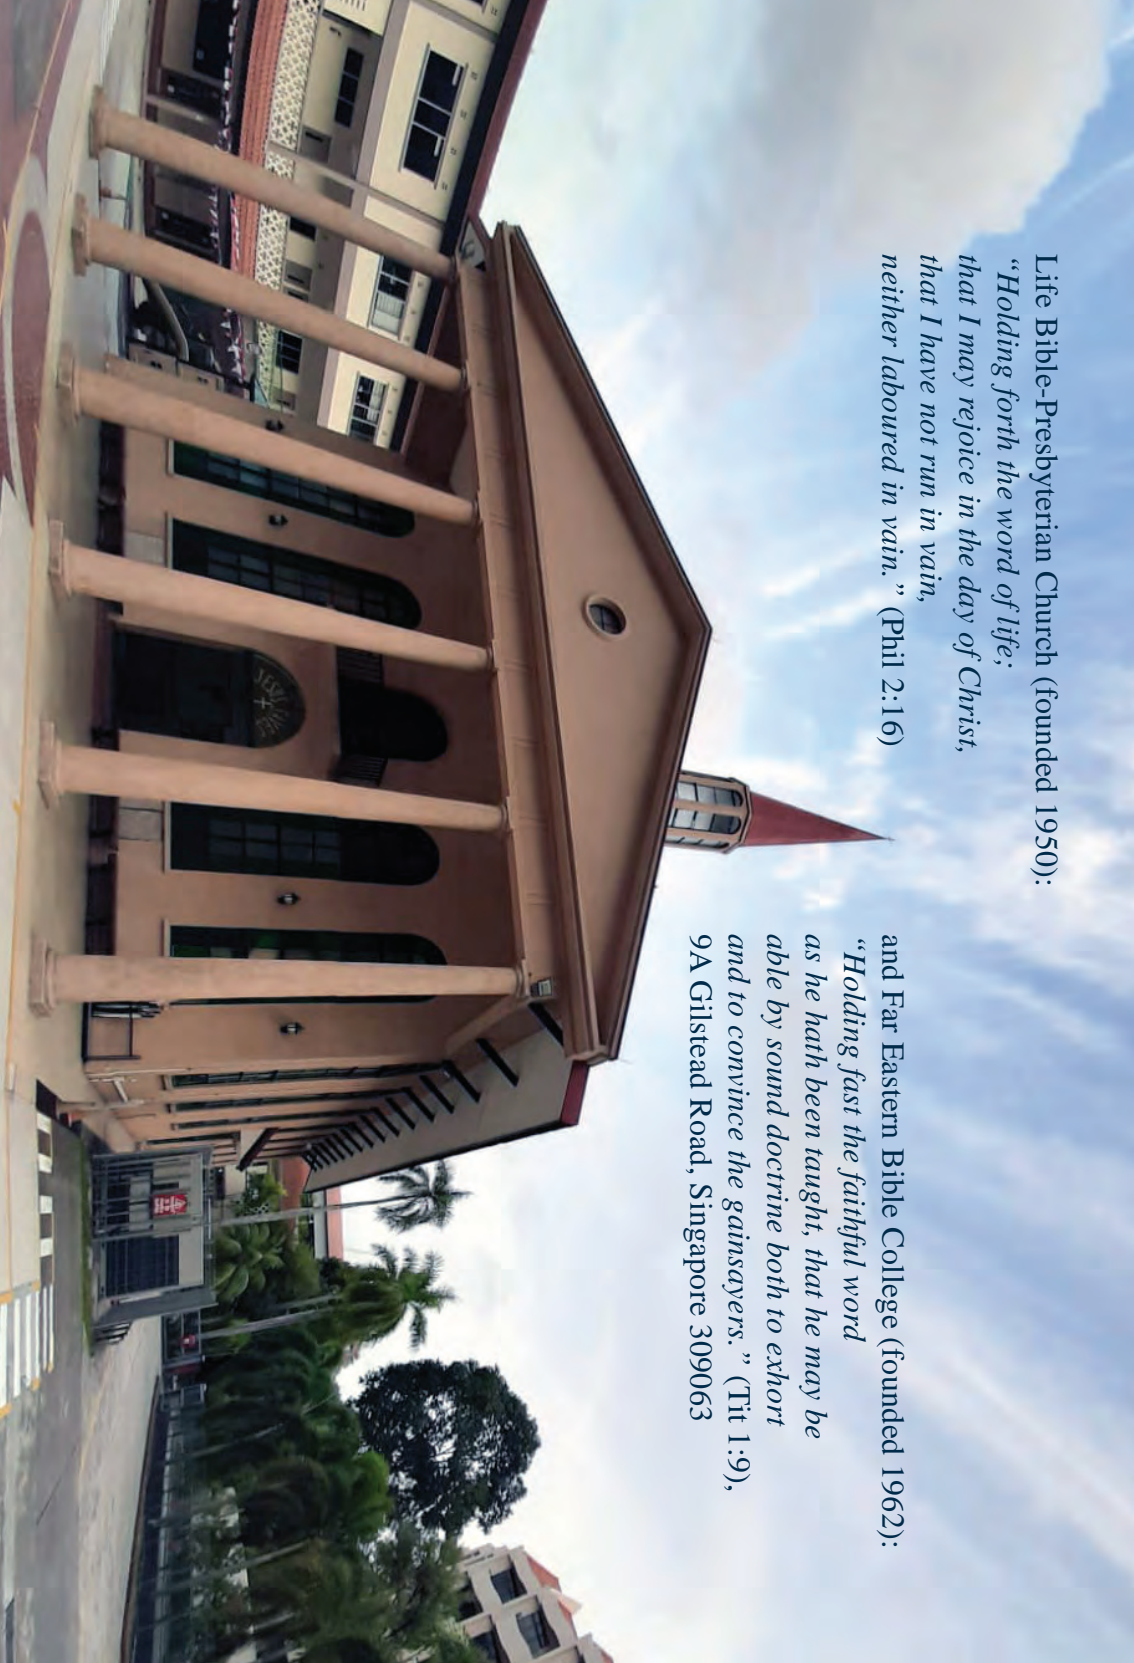 Life Bible-Presbyterian Church (founded 1950):
“Holding forth the word of life;
that I may rejoice in the day of Christ,
that I have not run in vain,
neither laboured in vain.” (Phil 2:16)
and Far Eastern Bible College (founded 1962):
“Holding fast the faithful word
as he hath been taught, that he may be
able by sound doctrine both to exhort
and to convince the gainsayers.” (Tit 1:9),
9A Gilstead Road, Singapore 309063
JESUS